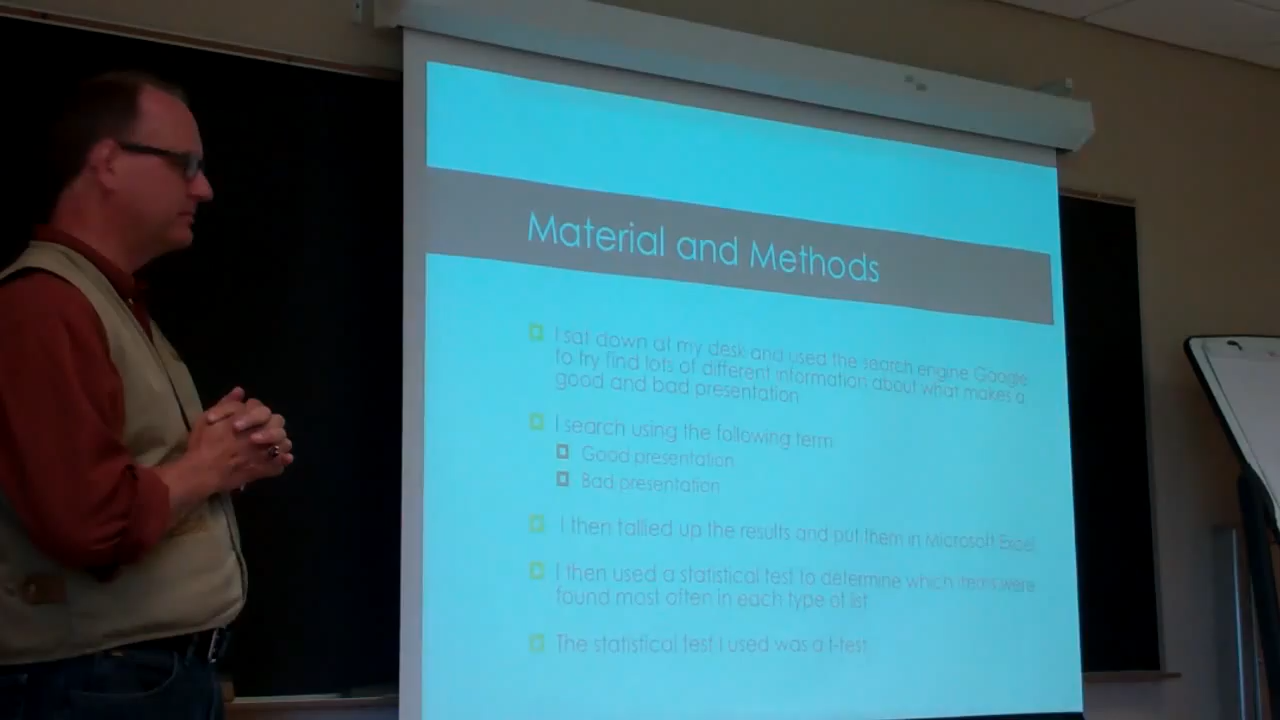 Material and Methods
I sat down at my desk and used the search engine Google
to try find lots of different information about what makes a
good and bad presentation
I search using the following term
Good presentation
Bad presentation
I then tallied up the results and put them in Microsoft Excel
I then used a statistical test to determine which items were
found most often in each type of list
The statistical test I used was a t-test